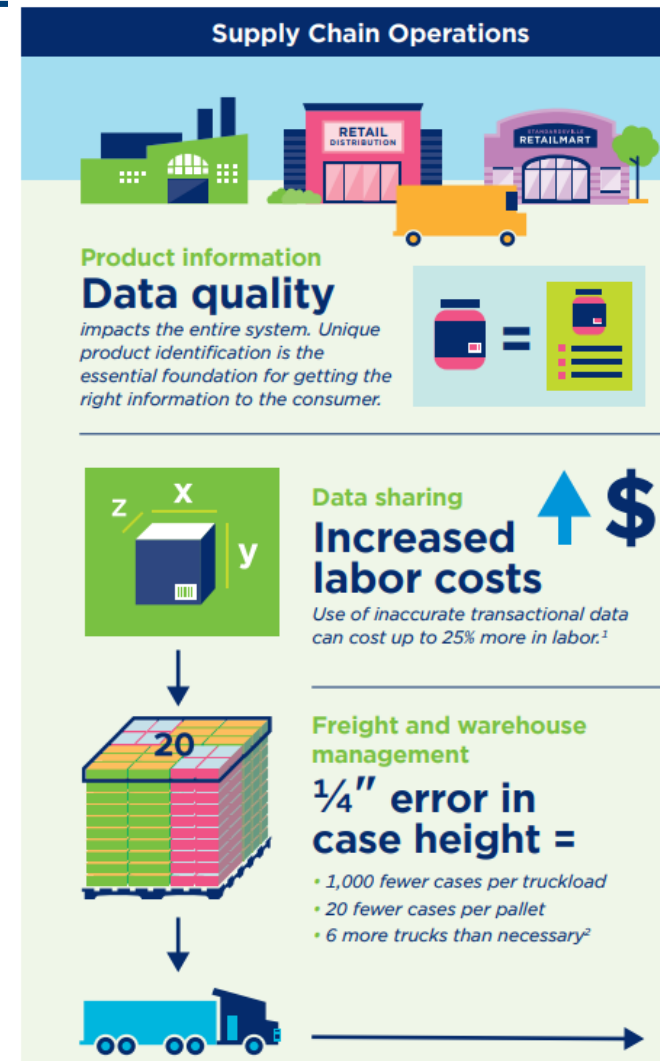 Supply Chain Operations
RETAIL
DISTRIBUTION
STANDARDSVILLE
RETAILMART
Product information
Data quality
impacts the entire system. Unique
product identification is the
essential foundation for getting the
right information to the consumer.
z
x
y
Data sharing
$
Increased
labor costs
Use of inaccurate transactional data
can cost up to 25% more in labor.¹
20
Freight and warehouse
management
¼" error in
case height =
• 1,000 fewer cases per truckload
• 20 fewer cases per pallet
• 6 more trucks than necessary²